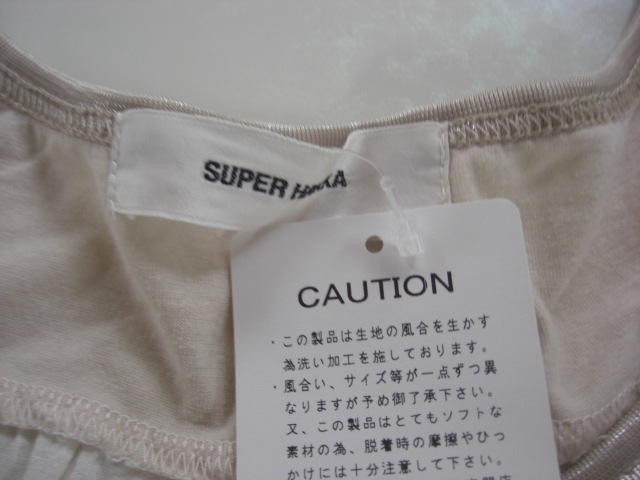 SUPER HAKKA
CAUTION
・この製品は生地の風合を生かす
為洗い加工を施しております。
・風合い、サイズ等が一点ずつ異
なりますが予め御了承下さい。
又、この製品はとてもソフトな
素材の為、脱着時の摩擦やひっ
かけには十分注意して下さい。